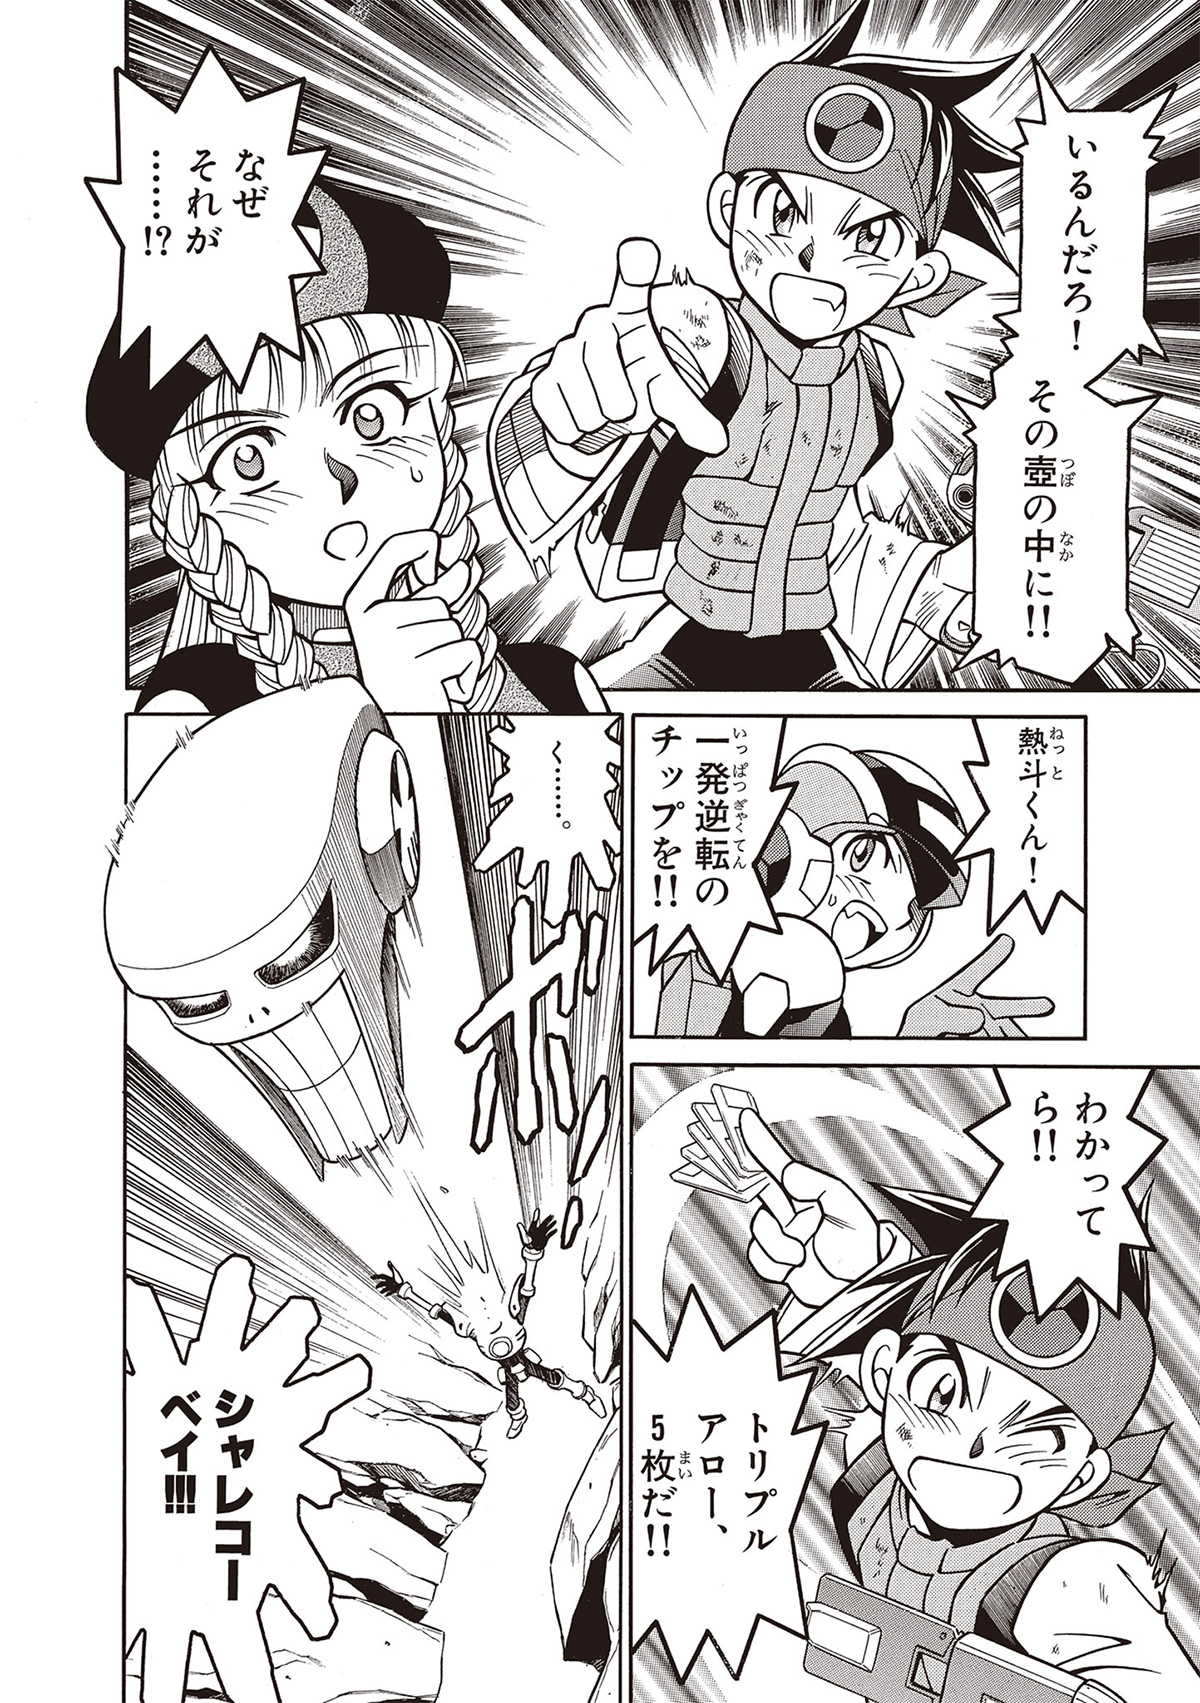 いるんだろ！
その壺の中に!!
なぜ
それが
……!?
熱斗くん！
一発逆転の
チップを!!
わかって
ら!!
トリプル
アロー、
5枚だ!!
く……。
ガシ
シャレコー
ベイ!!!